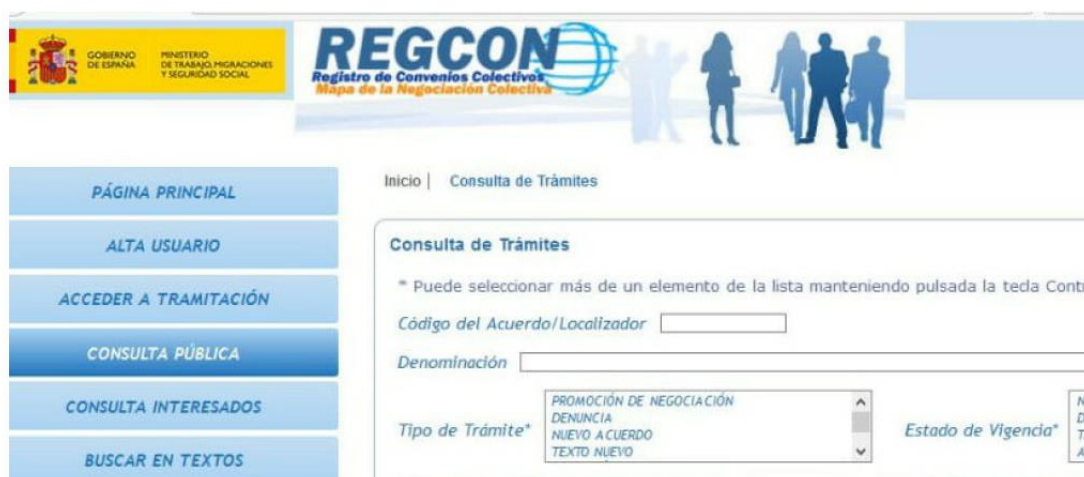 GOBIERNO
DE ESPAÑA
MINISTERIO
DE TRABAJO, MIGRACIONES
Y SEGURIDAD SOCIAL
REGCON
Registro de Convenios Colectivos
Mapa de la Negociación Colectiva
PÁGINA PRINCIPAL
ALTA USUARIO
ACCEDER A TRAMITACIÓN
CONSULTA PÚBLICA
CONSULTA INTERESADOS
BUSCAR EN TEXTOS
Inicio | Consulta de Trámites
Consulta de Trámites
* Puede seleccionar más de un elemento de la lista manteniendo pulsada la tecla
Código del Acuerdo/Localizador
Denominación
Tipo de Trámite*
PROMOCIÓN DE NEGOCIACIÓN
DENUNCIA
NUEVO ACUERDO
TEXTO NUEVO
Estado de Vigencia*